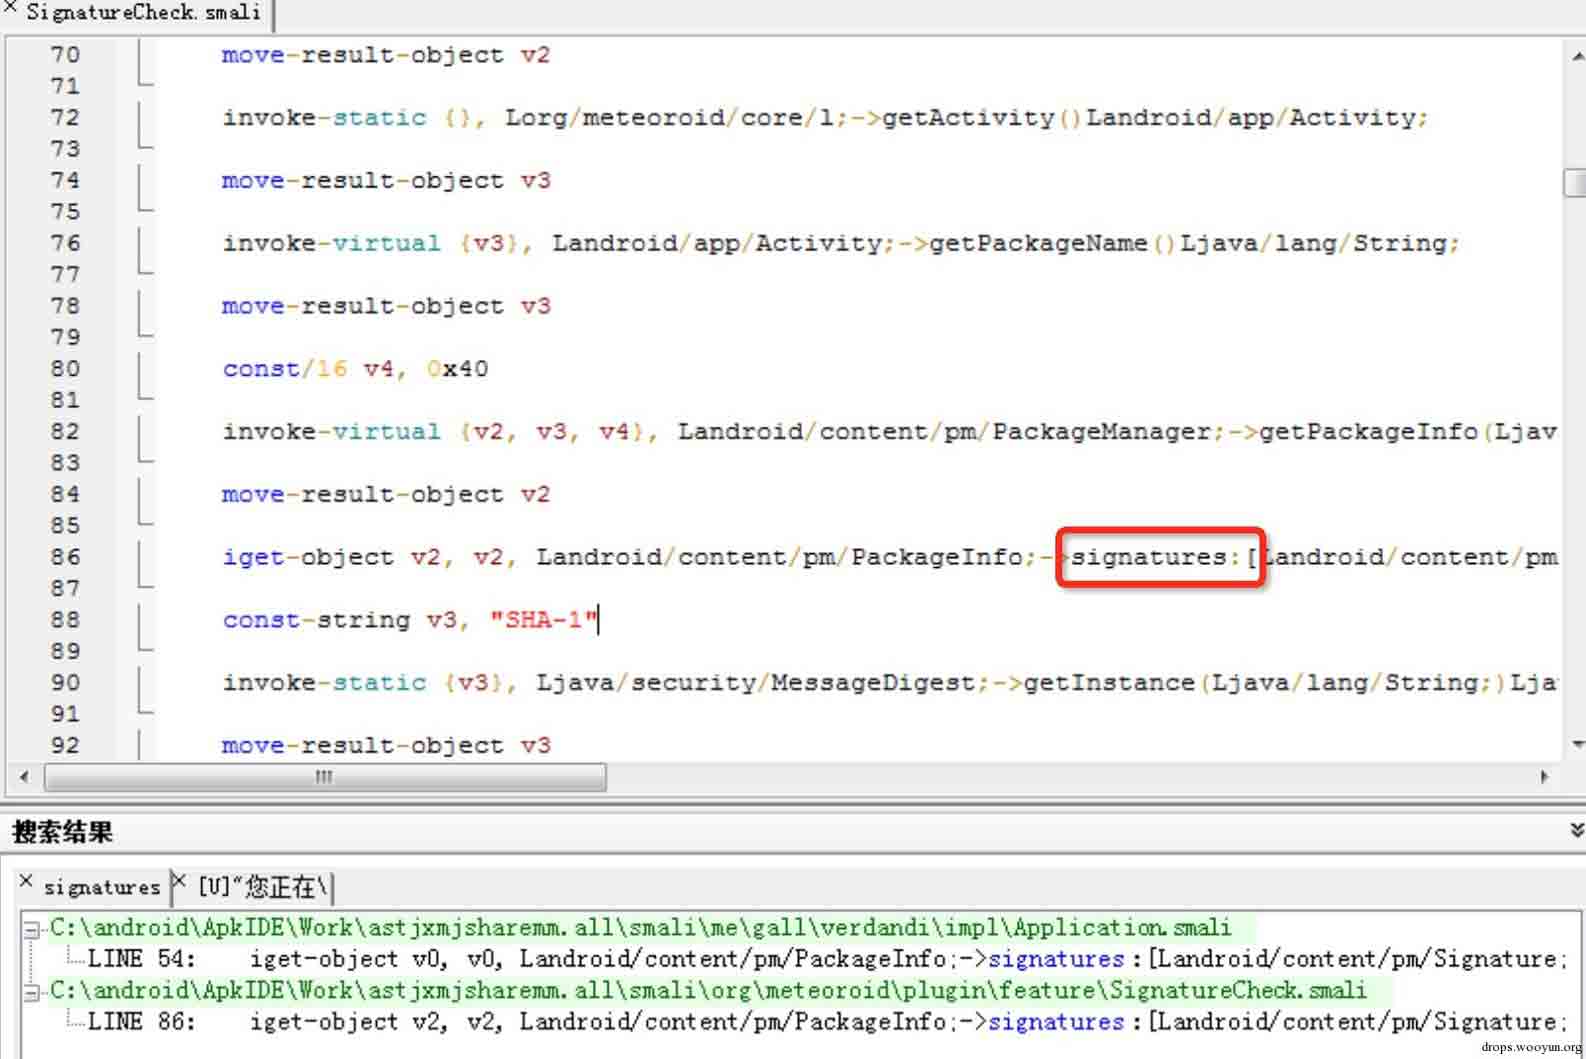 SignatureCheck.smali
70 move-result-object v2
71
72 invoke-static {}, Lorg/meteoroid/core/l;->getActivity()Landroid/app/Activity;
73
74 move-result-object v3
75
76 invoke-virtual {v3}, Landroid/app/Activity;->getPackageName()Ljava/lang/String;
77
78 move-result-object v3
79
80 const/16 v4, 0x40
81
82 invoke-virtual {v2, v3, v4}, Landroid/content/pm/PackageManager;->getPackageInfo(Ljav
83
84 move-result-object v2
85
86 iget-object v2, v2, Landroid/content/pm/PackageInfo;->signatures:[Landroid/content/pm
87
88 const-string v3, "SHA-1"
89
90 invoke-static {v3}, Ljava/security/MessageDigest;->getInstance(Ljava/lang/String;)Lja
91
92 move-result-object v3
搜索结果
signatures [U]“您正在\
C:\android\ApkIDE\Work\astjxmjsharemm.all\smali\me\gall\verdandi\impl\Application.smali
LINE 54: iget-object v0, v0, Landroid/content/pm/PackageInfo;->signatures:[Landroid/content/pm/Signature;
C:\android\ApkIDE\Work\astjxmjsharemm.all\smali\org\meteoroid\plugin\feature\SignatureCheck.smali
LINE 86: iget-object v2, v2, Landroid/content/pm/PackageInfo;->signatures:[Landroid/content/pm/Signature;
drops.wooyun.org